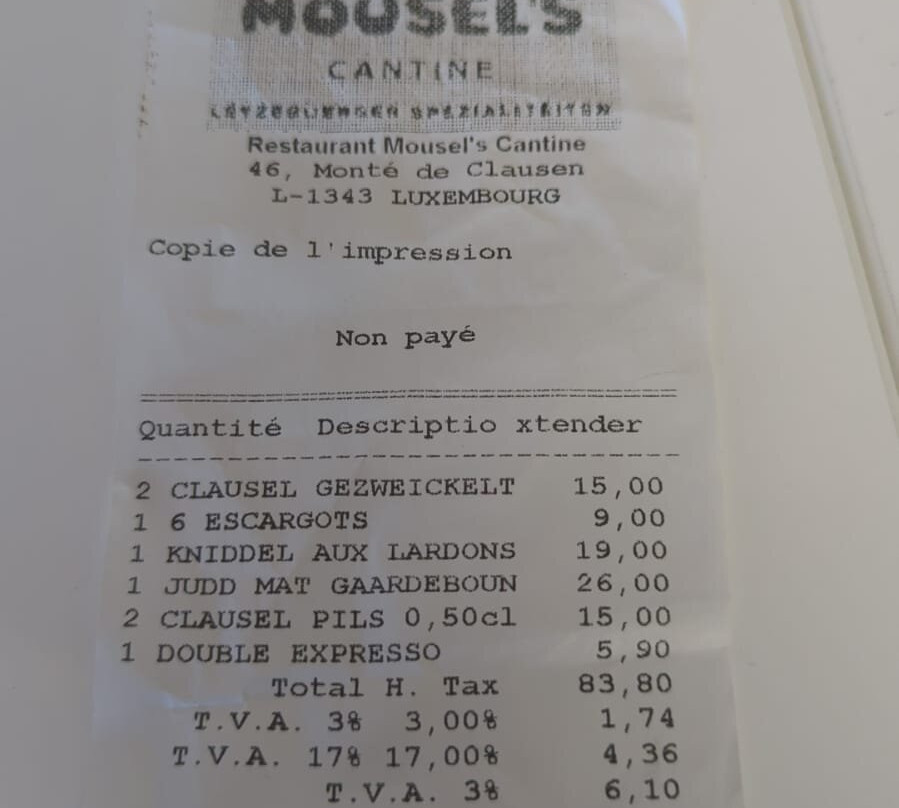 MOUSEL'S
CANTINE
LËTZEBUERGER SPEZIALITÉITEN
Restaurant Mousel's Cantine
46, Monté de Clausen
L-1343 LUXEMBOURG
Copie de l'impression
Non payé
Quantité Descriptio xtender
2 CLAUSEL GEZWEICKELT 15,00
1 6 ESCARGOTS 9,00
1 KNIDDEL AUX LARDONS 19,00
1 JUDD MAT GAARDEBOUN 26,00
2 CLAUSEL PILS 0,50cl 15,00
1 DOUBLE EXPRESSO 5,90
Total H. Tax 83,80
T.V.A. 3% 3,00% 1,74
T.V.A. 17% 17,00% 4,36
T.V.A. 3% 6,10